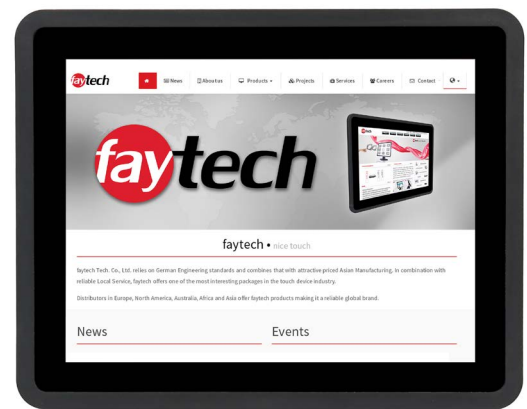 faytech
News
About us
Products
Projects
Services
Careers
Contact
faytech
faytech • nice touch
faytech Tech. Co., Ltd. relies on German Engineering standards and combines that with attractive priced Asian Manufacturing. In combination with
reliable Local Service, faytech offers one of the most interesting packages in the touch device industry.
Distributors in Europe, North America, Australia, Africa and Asia offer faytech products making it a reliable global brand.
News
Events